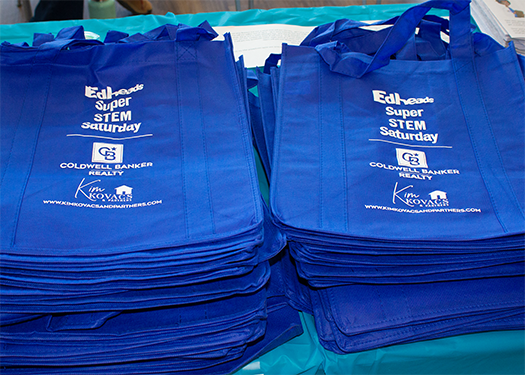 Edheads
Super
STEM
Saturday
CB
COLDWELL BANKER
REALTY
Kim
KOVACS
& PARTNERS
WWW.KIMKOVACSANDPARTNERS.COM
Edheads
Super
STEM
Saturday
CB
COLDWELL BANKER
REALTY
Kim
KOVACS
& PARTNERS
WWW.KIMKOVACSANDPARTNERS.COM